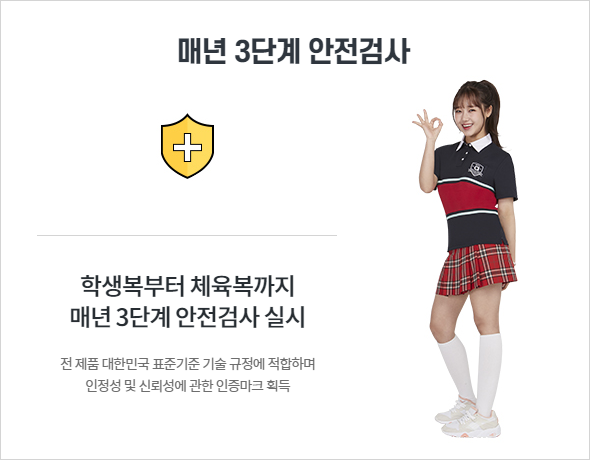 매년 3단계 안전검사
학생복부터 체육복까지
매년 3단계 안전검사 실시
전 제품 대한민국 표준기준 기술 규정에 적합하며
인정성 및 신뢰성에 관한 인증마크 획득